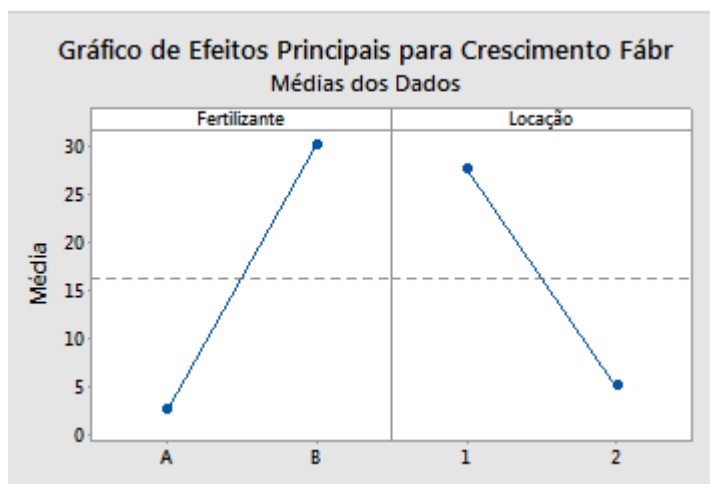 Gráfico de Efeitos Principais para Crescimento Fábr
Médias dos Dados
Fertilizante Locação
Média
30
25
20
15
10
5
0
A B 1 2